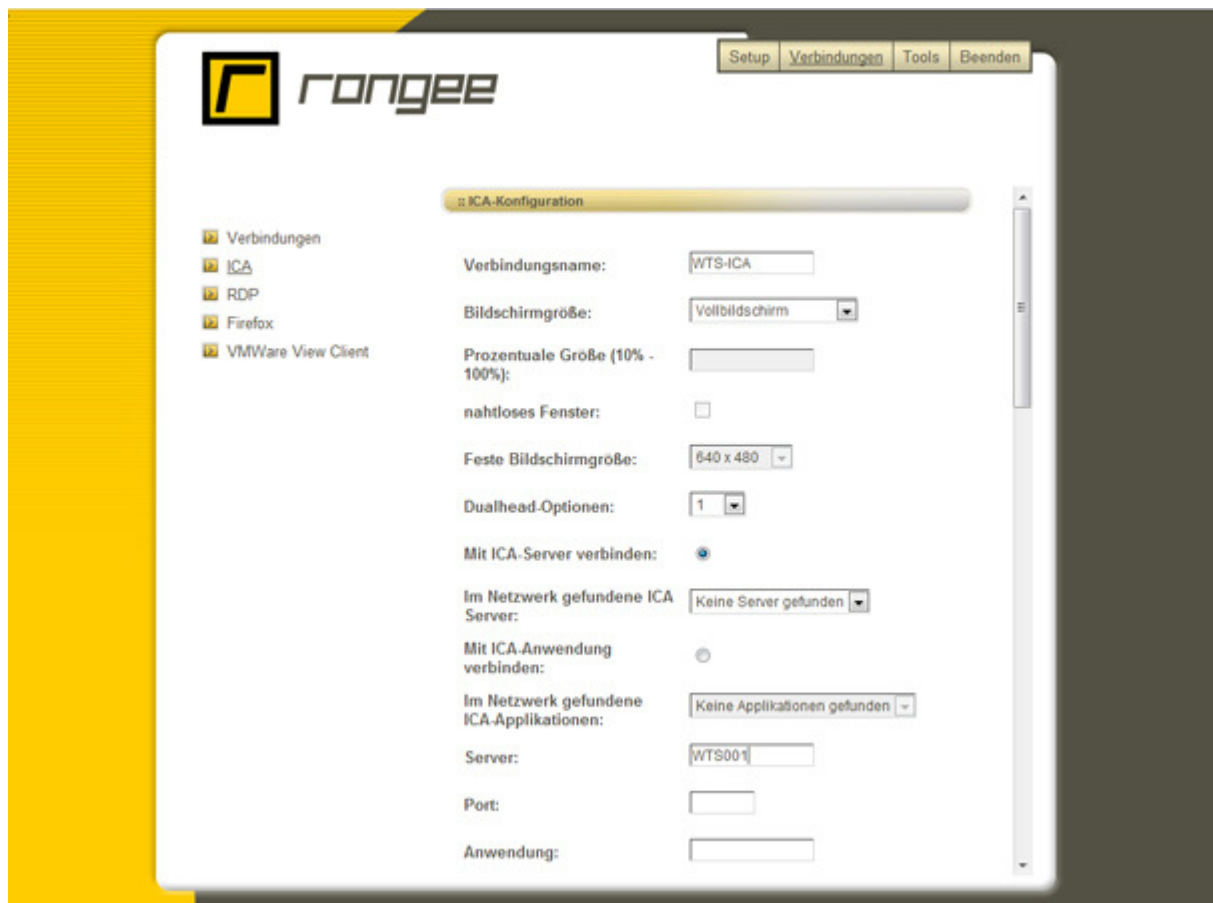 rangee
Setup Verbindungen Tools Beenden
:: ICA-Konfiguration
Verbindungen
ICA
RDP
Firefox
VMWare View Client
Verbindungsname: WTS-ICA
Bildschirmgröße: Vollbildschirm
Prozentuale Größe (10% -
100%):
nahtloses Fenster:
Feste Bildschirmgröße: 640 x 480
Dualhead-Optionen: 1
Mit ICA-Server verbinden:
Im Netzwerk gefundene ICA
Server: Keine Server gefunden
Mit ICA-Anwendung
verbinden:
Im Netzwerk gefundene
ICA-Applikationen: Keine Applikationen gefunden
Server: WTS001
Port:
Anwendung: